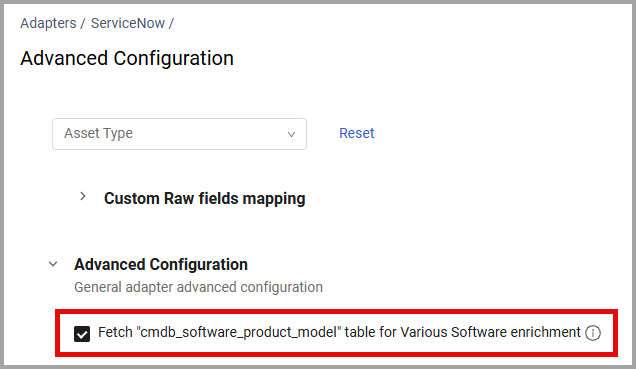 Adapters / ServiceNow /
Advanced Configuration
Asset Type
Reset
Custom Raw fields mapping
Advanced Configuration
General adapter advanced configuration
Fetch "cmdb_software_product_model" table for Various Software enrichment